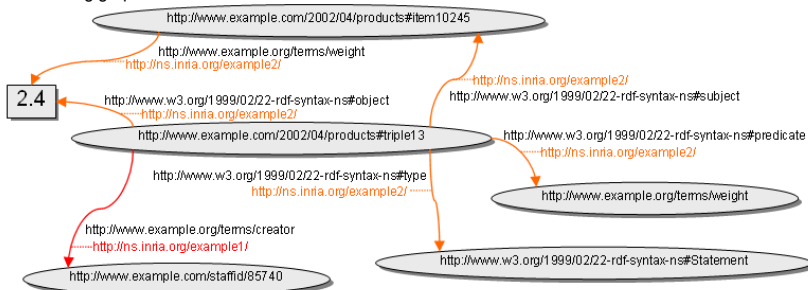 http://www.example.com/2002/04/products#item10245
http://www.example.org/terms/weight
http://ns.inria.org/example2/
http://ns.inria.org/example2/
2.4
http://www.w3.org/1999/02/22-rdf-syntax-ns#object
http://www.w3.org/1999/02/22-rdf-syntax-ns#subject
http://ns.inria.org/example2/
http://www.example.com/2002/04/products#triple13
http://www.w3.org/1999/02/22-rdf-syntax-ns#predicate
http://ns.inria.org/example2/
http://www.w3.org/1999/02/22-rdf-syntax-ns#type
http://ns.inria.org/example2/
http://www.example.org/terms/weight
http://www.example.org/terms/creator
http://ns.inria.org/example1/
http://www.w3.org/1999/02/22-rdf-syntax-ns#Statement
http://www.example.com/staffid/85740